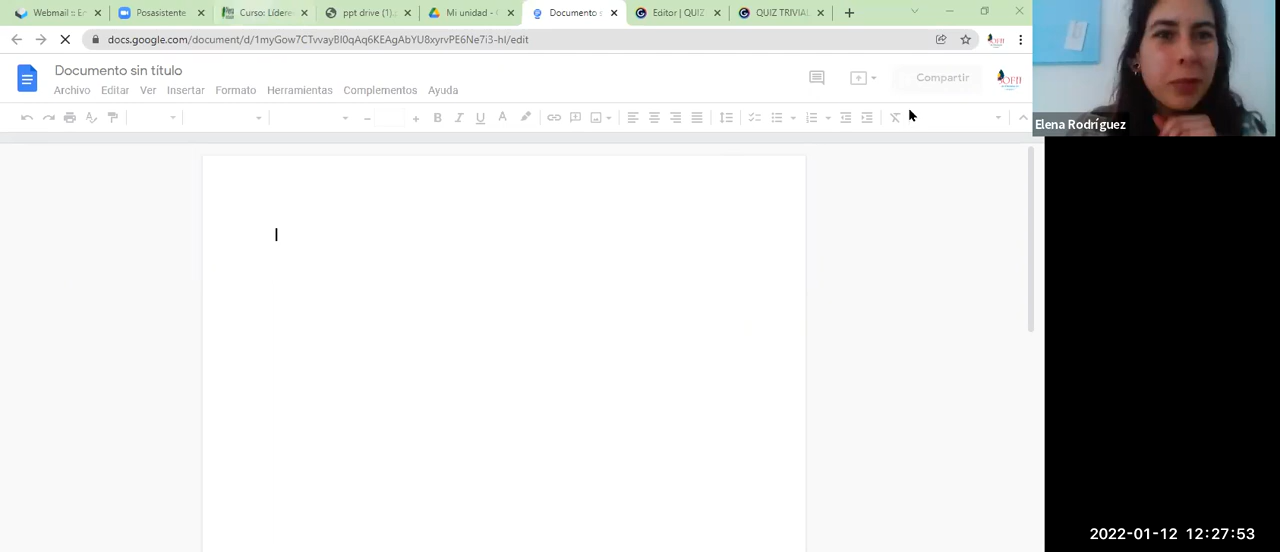 Webmail :: En
Posasistente
Curso: Lídere
ppt drive (1).
Mi unidad - G
Documento s
Editor | QUIZ
QUIZ TRIVIAL
docs.google.com/document/d/1myGow7CTvvayBI0qAq6KEAgAbYU8xyrvPE6Ne7i3-hI/edit
Documento sin título
Compartir
Archivo Editar Ver Insertar Formato Herramientas Complementos Ayuda
Elena Rodríguez
2022-01-12 12:27:53